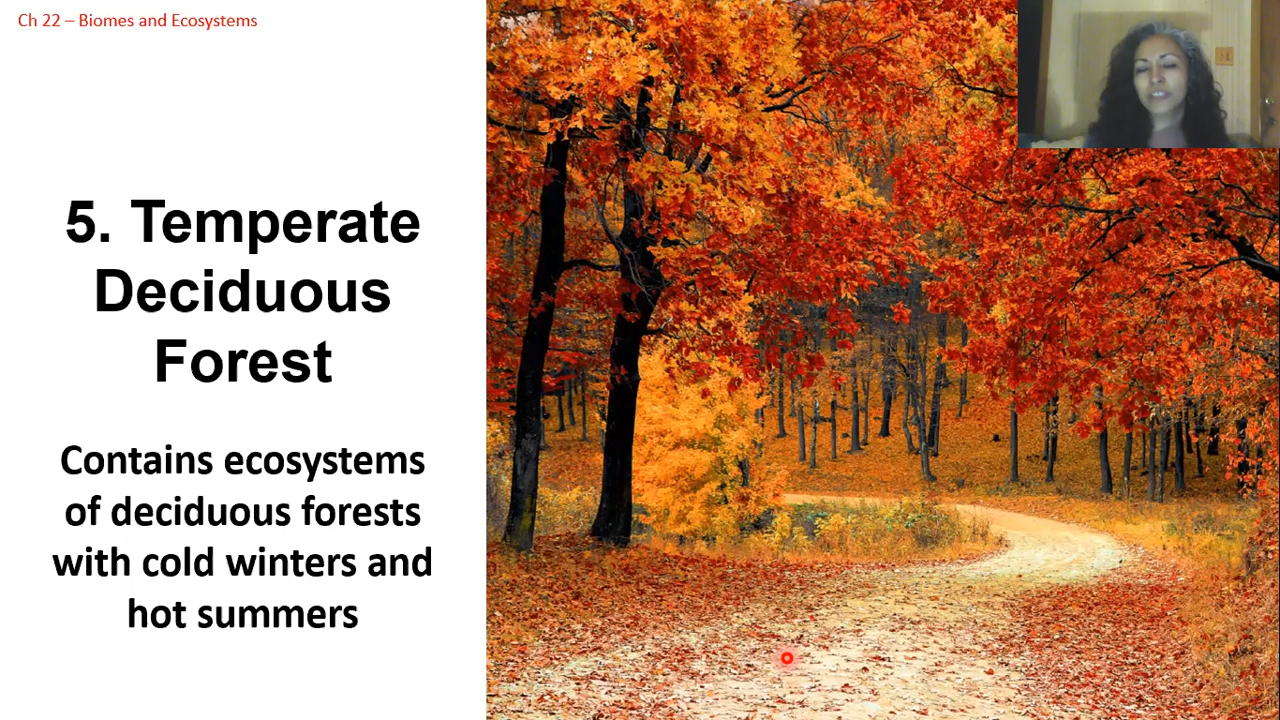 Ch 22 – Biomes and Ecosystems
5. Temperate
Deciduous
Forest
Contains ecosystems
of deciduous forests
with cold winters and
hot summers